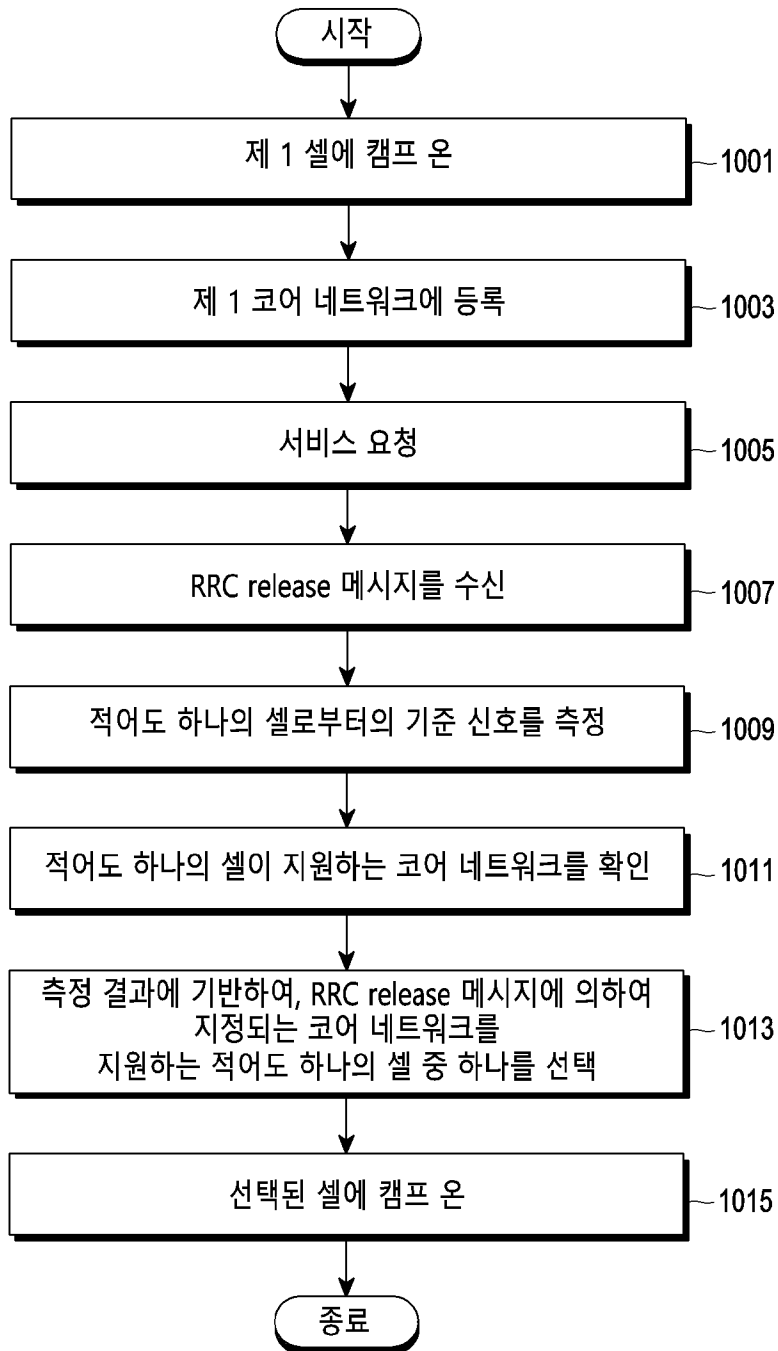 시작
제 1 셀에 캠프 온
1001
제 1 코어 네트워크에 등록
1003
서비스 요청
1005
RRC release 메시지를 수신
1007
적어도 하나의 셀로부터의 기준 신호를 측정
1009
적어도 하나의 셀이 지원하는 코어 네트워크를 확인
1011
측정 결과에 기반하여, RRC release 메시지에 의하여
지정되는 코어 네트워크를
지원하는 적어도 하나의 셀 중 하나를 선택
1013
선택된 셀에 캠프 온
1015
종료